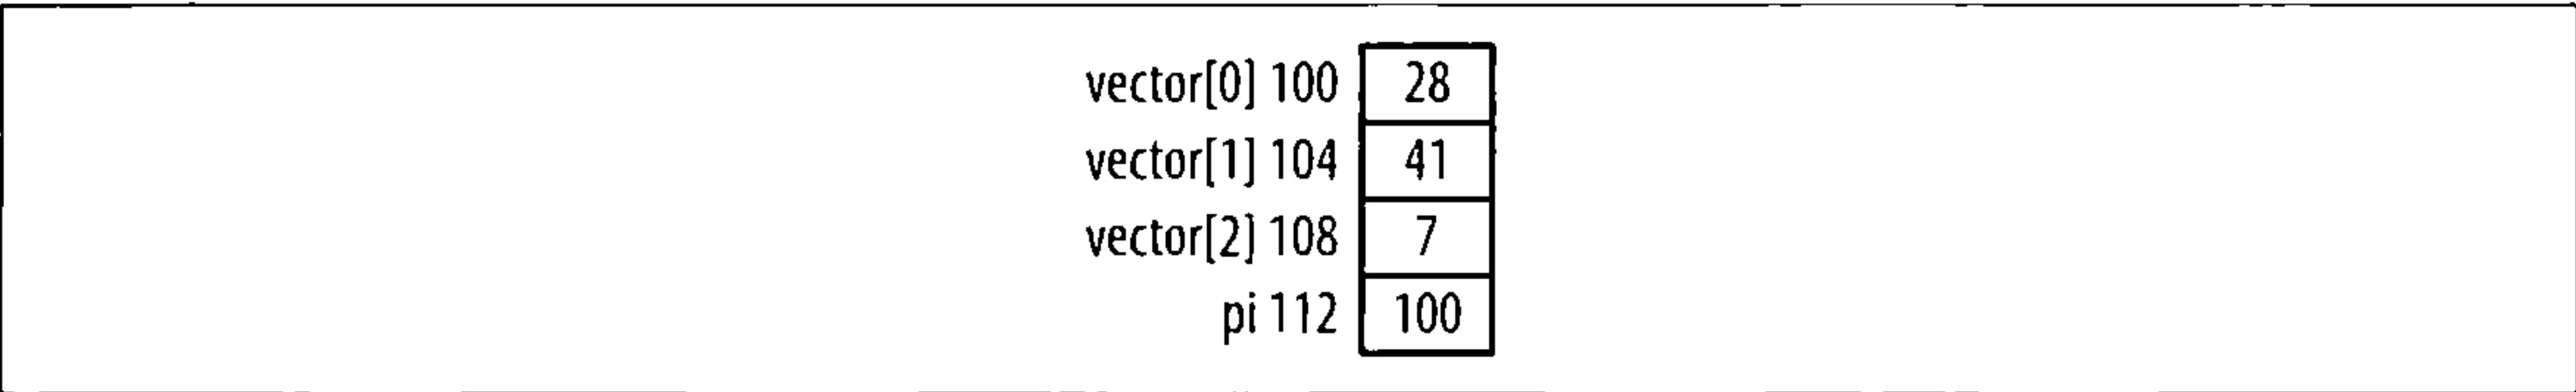 vector[0] 100 28
vector[1] 104 41
vector[2] 108 7
pi 112 100